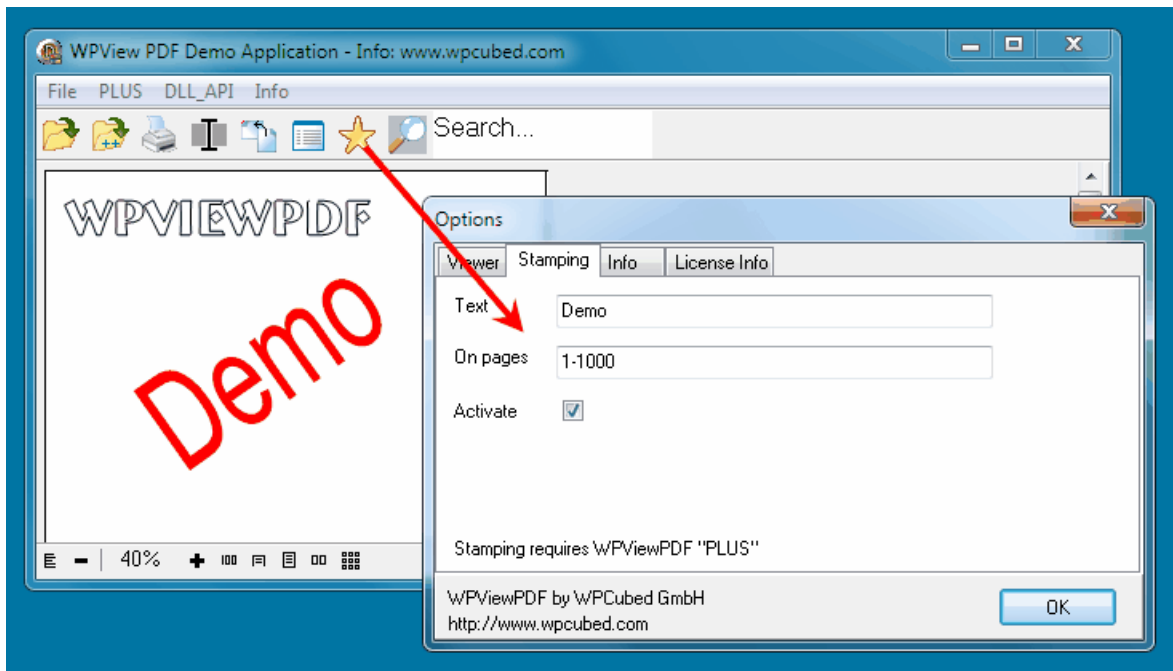 WPView PDF Demo Application - Info: www.wpcubed.com
File PLUS DLL_API Info
Search...
WPVIEWPDF
Demo
40%
Options
Viewer Stamping Info License Info
Text Demo
On pages 1-1000
Activate
Stamping requires WPViewPDF "PLUS"
WPViewPDF by WPCubed GmbH
http://www.wpcubed.com
OK